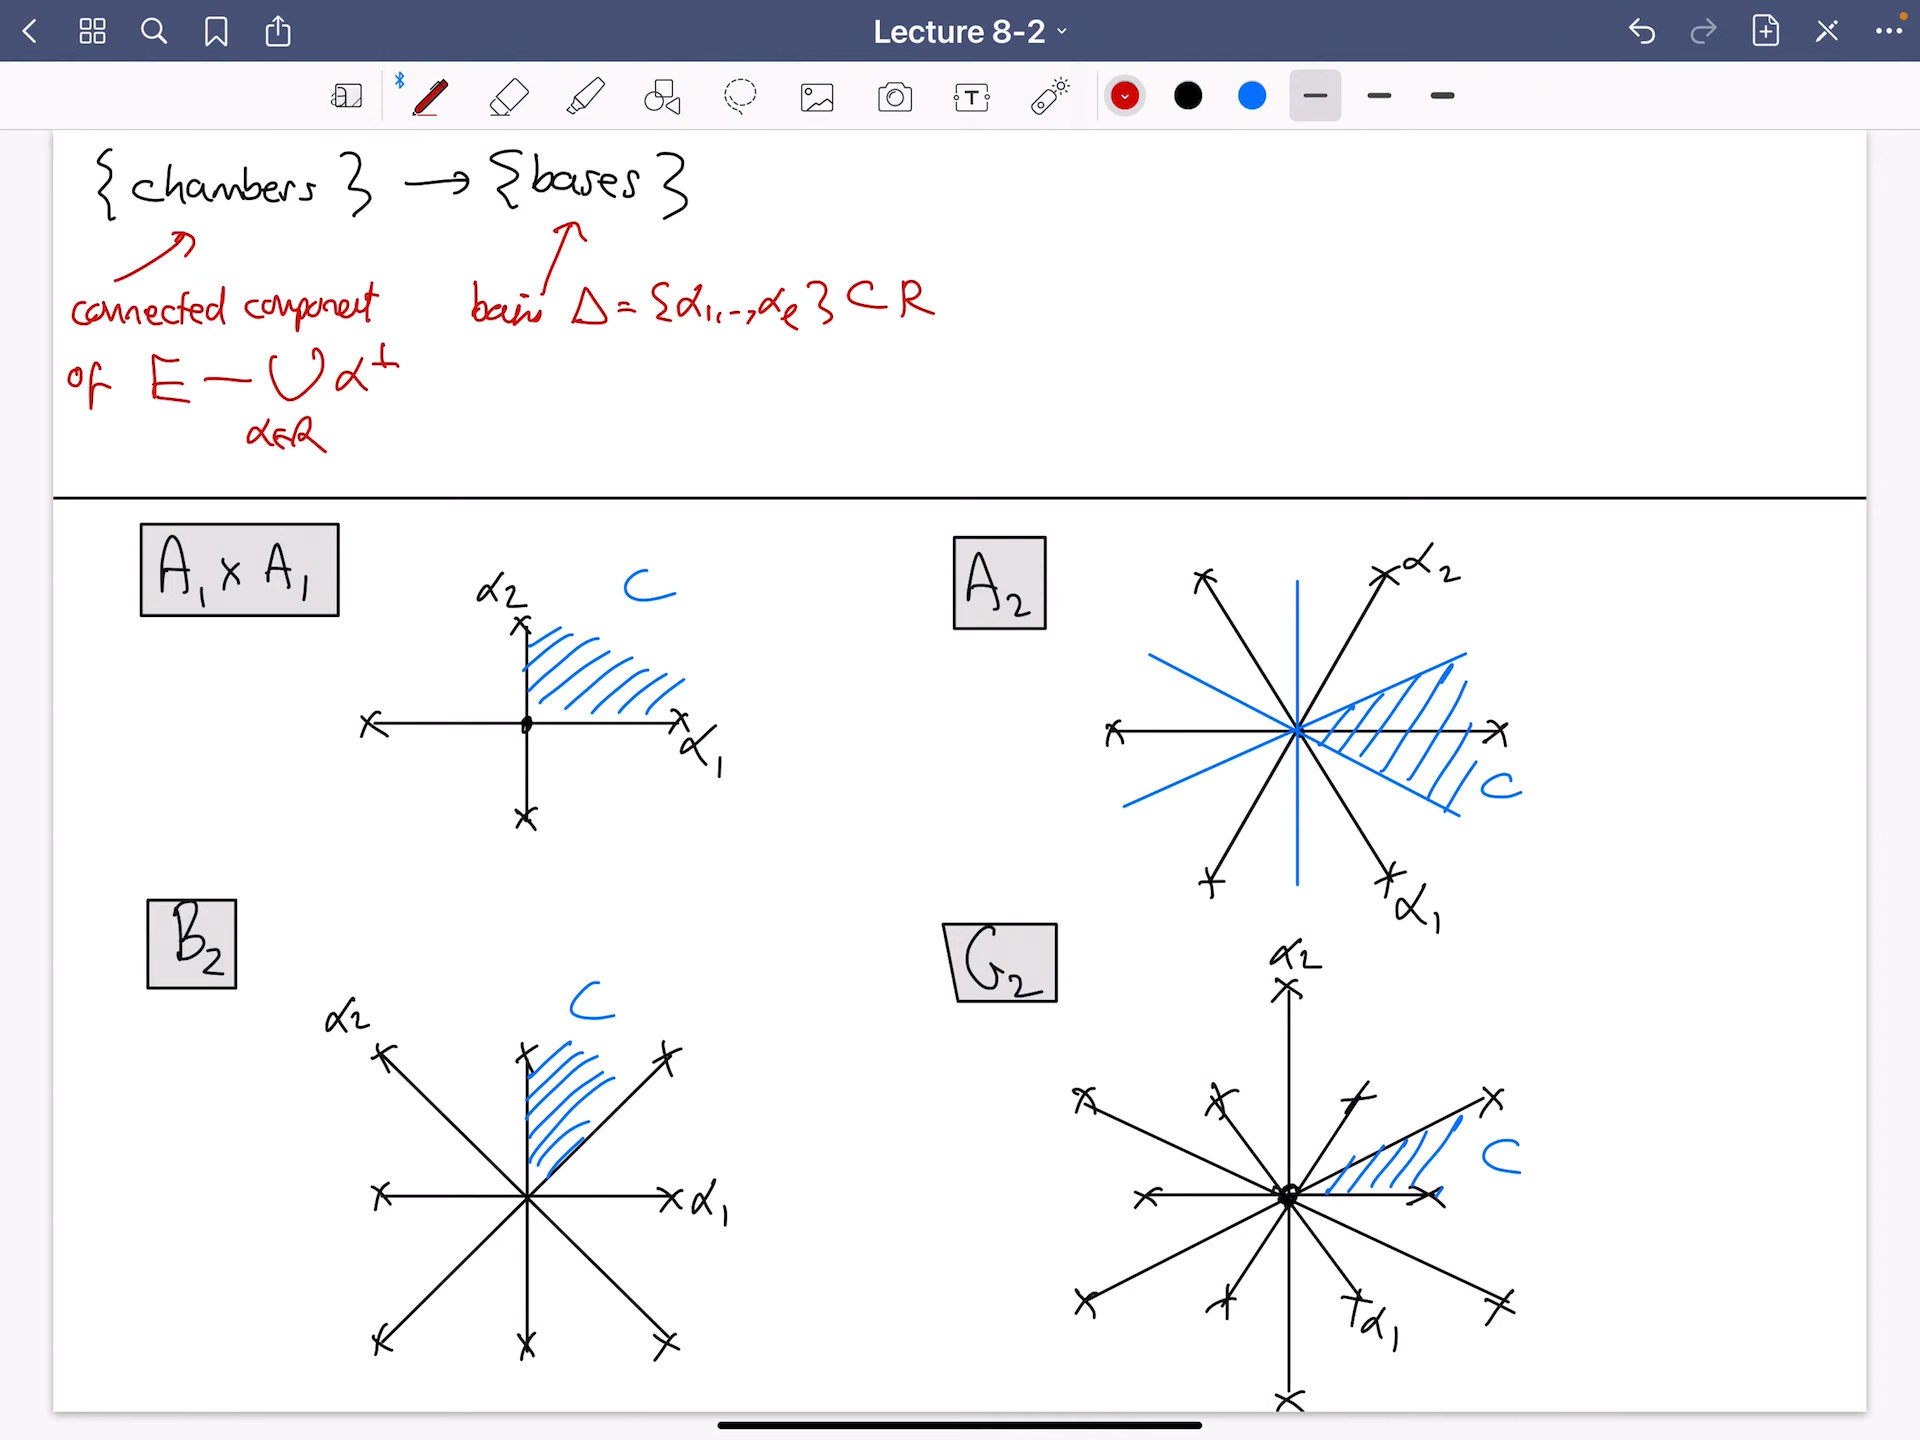 Lecture 8-2
{ chambers } → { bases }
connected component
of E − ∪ α⊥
α∈R
basis Δ = {α₁,..,αₑ} ⊂ R
A₁ x A₁
α₂
C
α₁
A₂
α₂
C
α₁
B₂
α₂
C
α₁
G₂
α₂
C
α₁